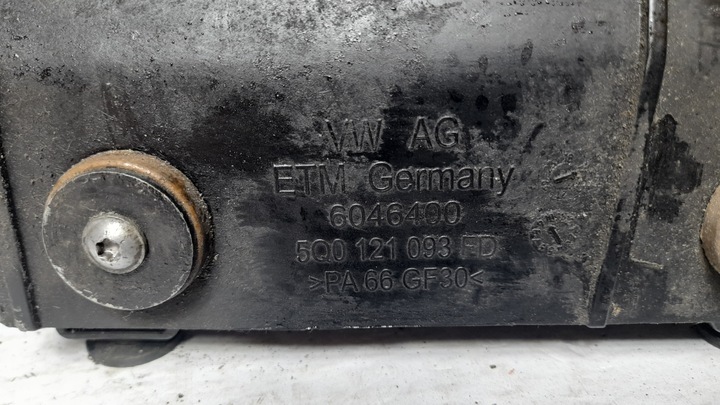 VW AG
ETM Germany
6046400
5Q0 121 093 FD
>PA 66 GF30<